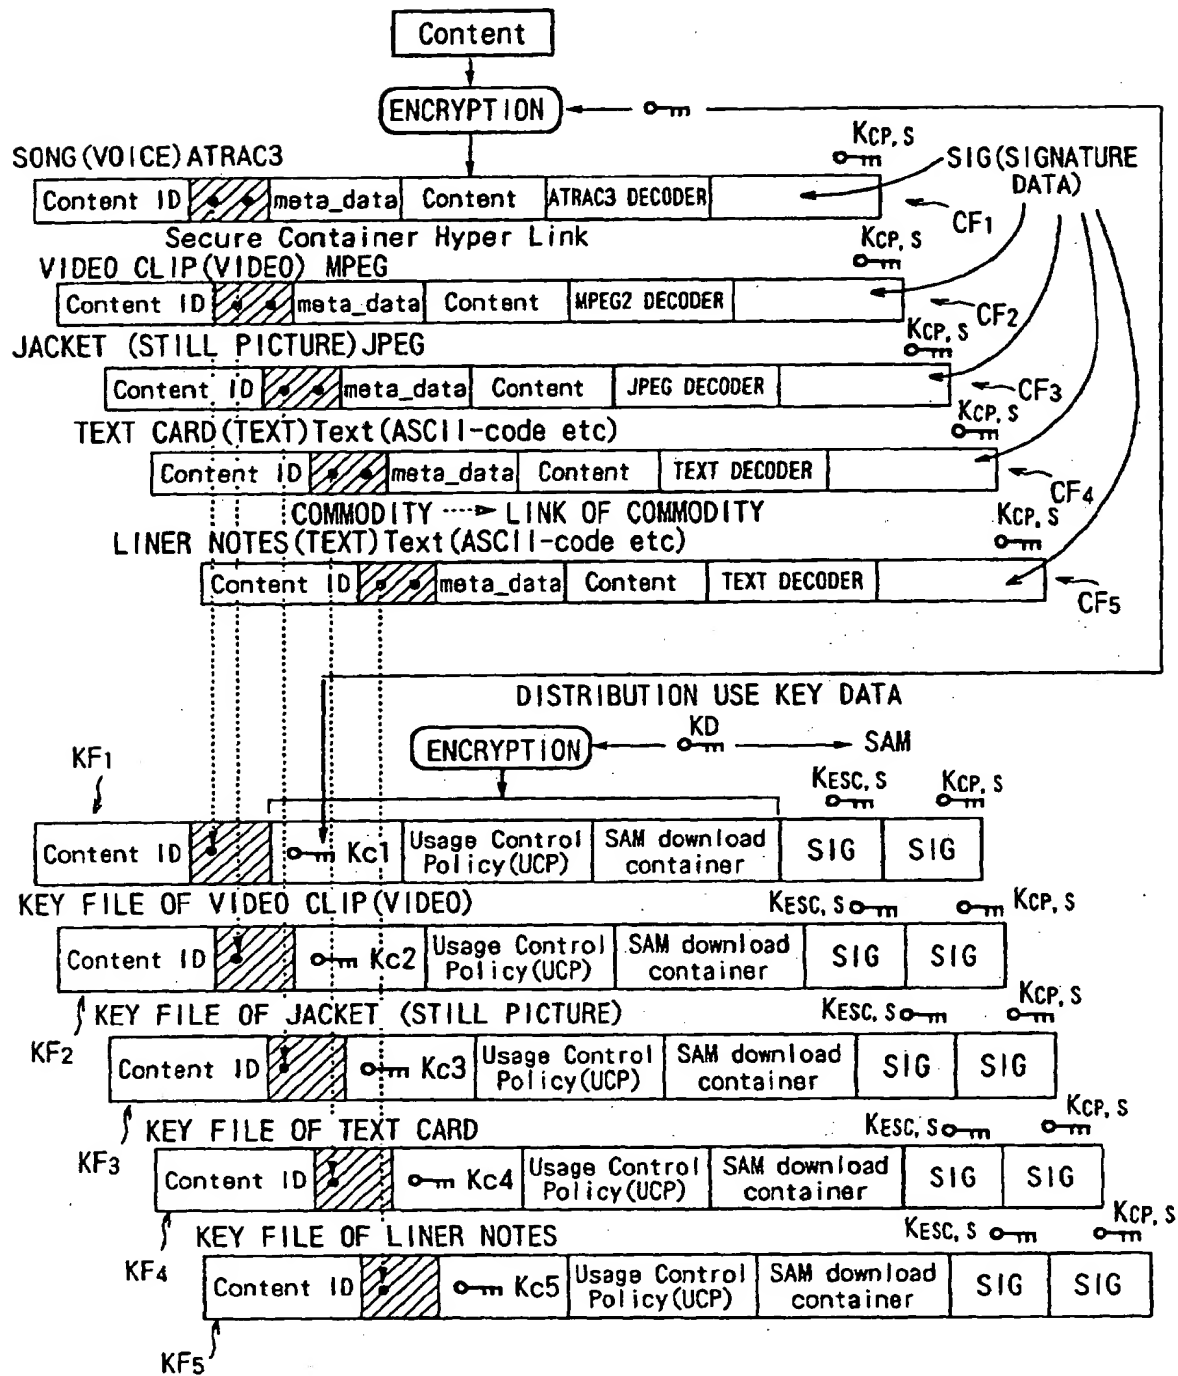 Content
ENCRYPTION
KCP, S
SONG(VOICE)ATRAC3
SIG(SIGNATURE DATA)
Content ID meta_data Content ATRAC3 DECODER
CF1
Secure Container Hyper Link
KCP, S
VIDEO CLIP(VIDEO) MPEG
Content ID meta_data Content MPEG2 DECODER
CF2
KCP, S
JACKET (STILL PICTURE)JPEG
Content ID meta_data Content JPEG DECODER
CF3
KCP, S
TEXT CARD(TEXT)Text(ASCII-code etc)
Content ID meta_data Content TEXT DECODER
CF4
COMMODITY LINK OF COMMODITY
KCP, S
LINER NOTES(TEXT)Text(ASCII-code etc)
Content ID meta_data Content TEXT DECODER
CF5
DISTRIBUTION USE KEY DATA
ENCRYPTION KD SAM
KF1
KESC, S KCP, S
Content ID Kc1 Usage Control Policy(UCP) SAM download container SIG SIG
KEY FILE OF VIDEO CLIP(VIDEO) KESC, S KCP, S
Content ID Kc2 Usage Control Policy(UCP) SAM download container SIG SIG
KF2
KEY FILE OF JACKET (STILL PICTURE) KESC, S KCP, S
Content ID Kc3 Usage Control Policy(UCP) SAM download container SIG SIG
KF3
KEY FILE OF TEXT CARD KESC, S KCP, S
Content ID Kc4 Usage Control Policy(UCP) SAM download container SIG SIG
KF4
KEY FILE OF LINER NOTES KESC, S KCP, S
Content ID Kc5 Usage Control Policy(UCP) SAM download container SIG SIG
KF5